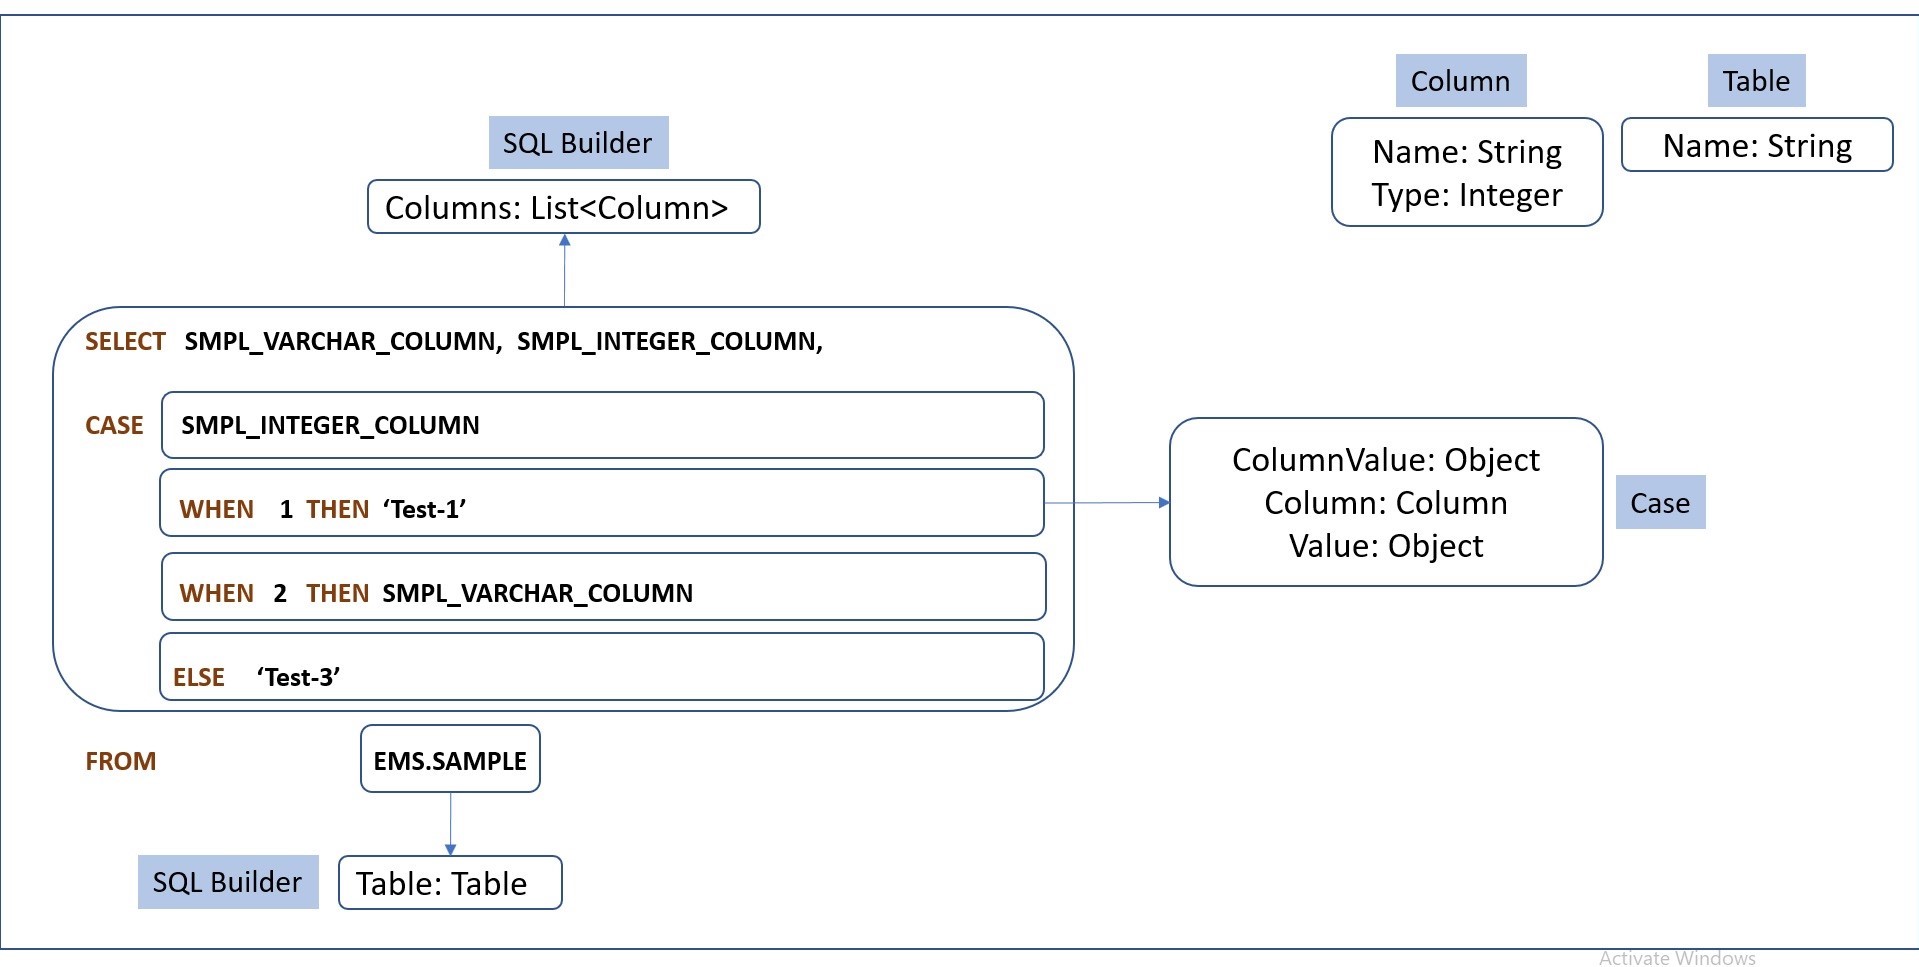 Column
Table
Name: String
Type: Integer
Name: String
SQL Builder
Columns: List<Column>
SELECT SMPL_VARCHAR_COLUMN, SMPL_INTEGER_COLUMN,
CASE SMPL_INTEGER_COLUMN
WHEN 1 THEN ‘Test-1’
WHEN 2 THEN SMPL_VARCHAR_COLUMN
ELSE ‘Test-3’
ColumnValue: Object
Column: Column
Value: Object
Case
FROM EMS.SAMPLE
SQL Builder
Table: Table
Activate Windows